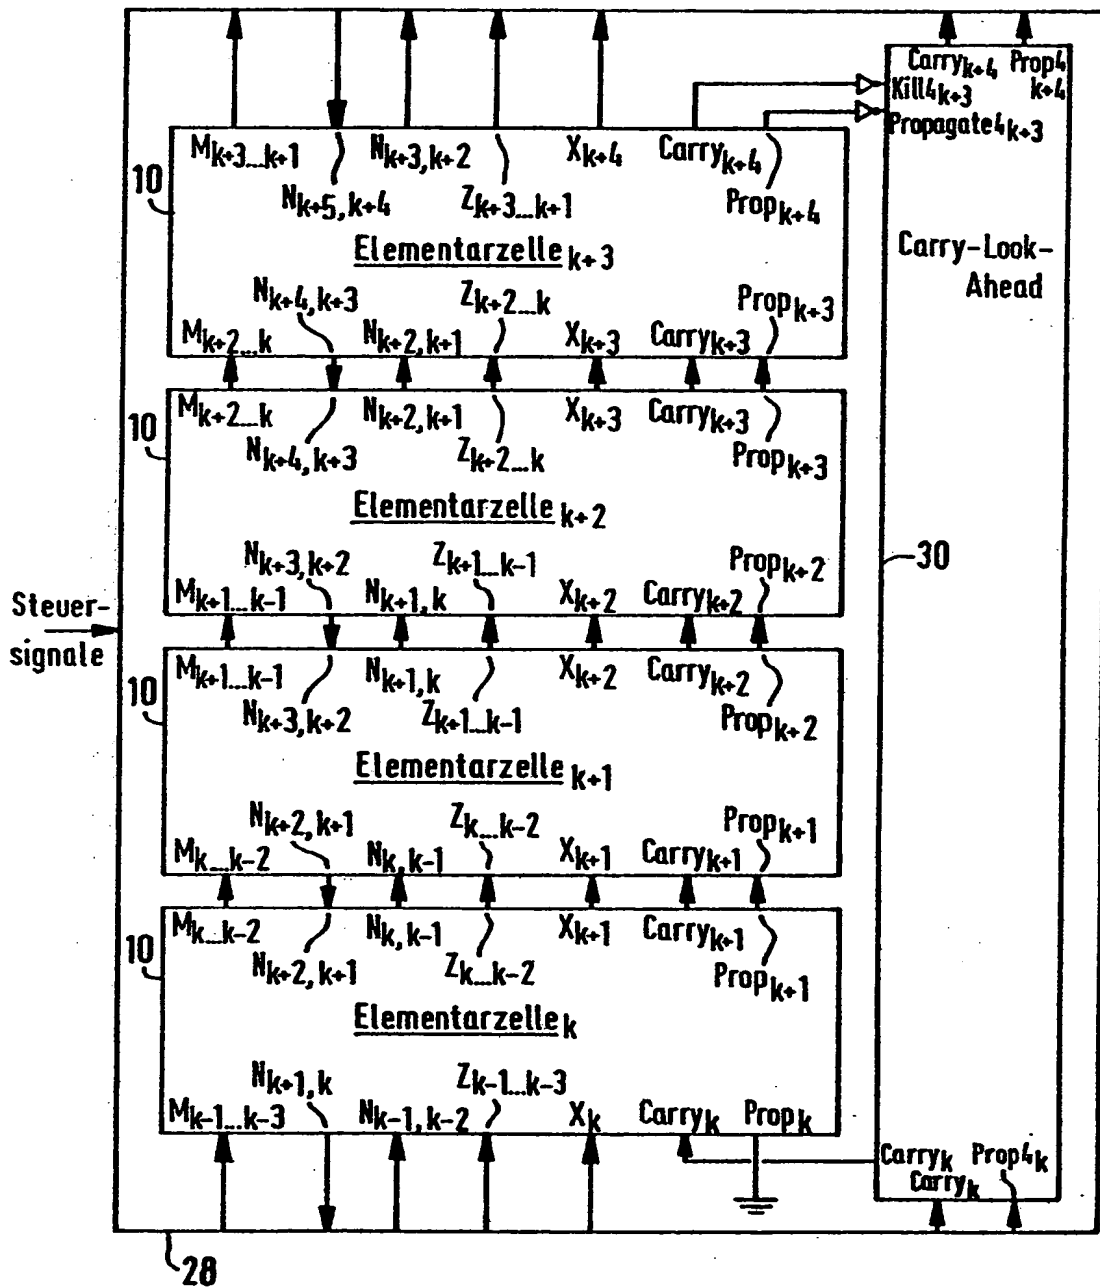 Carry k+4 Prop4 k+4
Kill4 k+3
Propagate4 k+3
Carry-Look-
Ahead
30
10
M k+3...k+1 N k+3,k+2 X k+4 Carry k+4
N k+5,k+4 Z k+3...k+1 Prop k+4
Elementarzelle k+3
N k+4,k+3 Z k+2...k Prop k+3
M k+2...k N k+2,k+1 X k+3 Carry k+3
10
M k+2...k N k+2,k+1 X k+3 Carry k+3
N k+4,k+3 Z k+2...k Prop k+3
Elementarzelle k+2
N k+3,k+2 Z k+1...k-1 Prop k+2
M k+1...k-1 N k+1,k X k+2 Carry k+2
Steuer-
signale
10
M k+1...k-1 N k+1,k X k+2 Carry k+2
N k+3,k+2 Z k+1...k-1 Prop k+2
Elementarzelle k+1
N k+2,k+1 Z k...k-2 Prop k+1
M k...k-2 N k,k-1 X k+1 Carry k+1
10
M k...k-2 N k,k-1 X k+1 Carry k+1
N k+2,k+1 Z k...k-2 Prop k+1
Elementarzelle k
N k+1,k Z k-1...k-3
M k-1...k-3 N k-1,k-2 X k Carry k Prop k
Carry k Prop4 k
Carry k
28